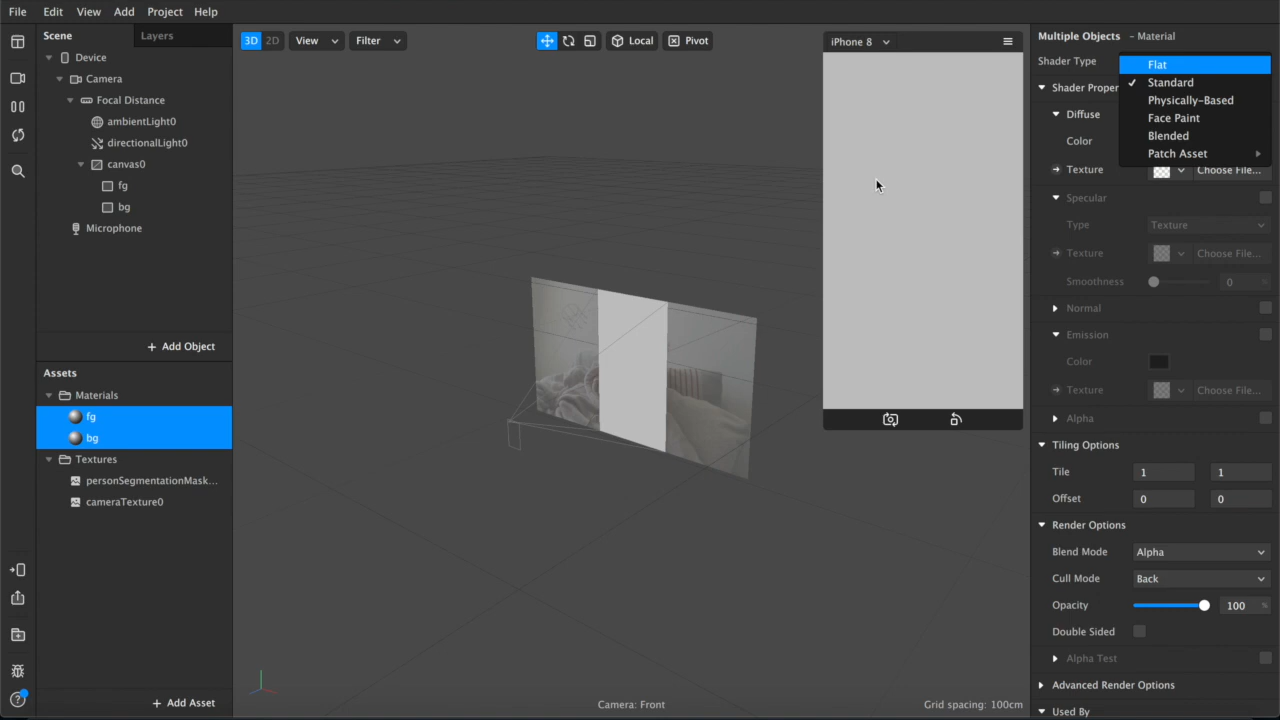 File Edit View Add Project Help
Scene Layers
Device
Camera
Focal Distance
ambientLight0
directionalLight0
canvas0
fg
bg
Microphone
+ Add Object
Assets
Materials
fg
bg
Textures
personSegmentationMask...
cameraTexture0
+ Add Asset
3D 2D View Filter Local Pivot
iPhone 8
Camera: Front
Grid spacing: 100cm
Multiple Objects - Material
Shader Type
Flat
Standard
Physically-Based
Face Paint
Blended
Patch Asset
Shader Proper
Diffuse
Color
Texture Choose File...
Specular
Type Texture
Texture Choose File...
Smoothness 0 %
Normal
Emission
Color
Texture Choose File...
Alpha
Tiling Options
Tile 1 1
Offset 0 0
Render Options
Blend Mode Alpha
Cull Mode Back
Opacity 100 %
Double Sided
Alpha Test
Advanced Render Options
Used By